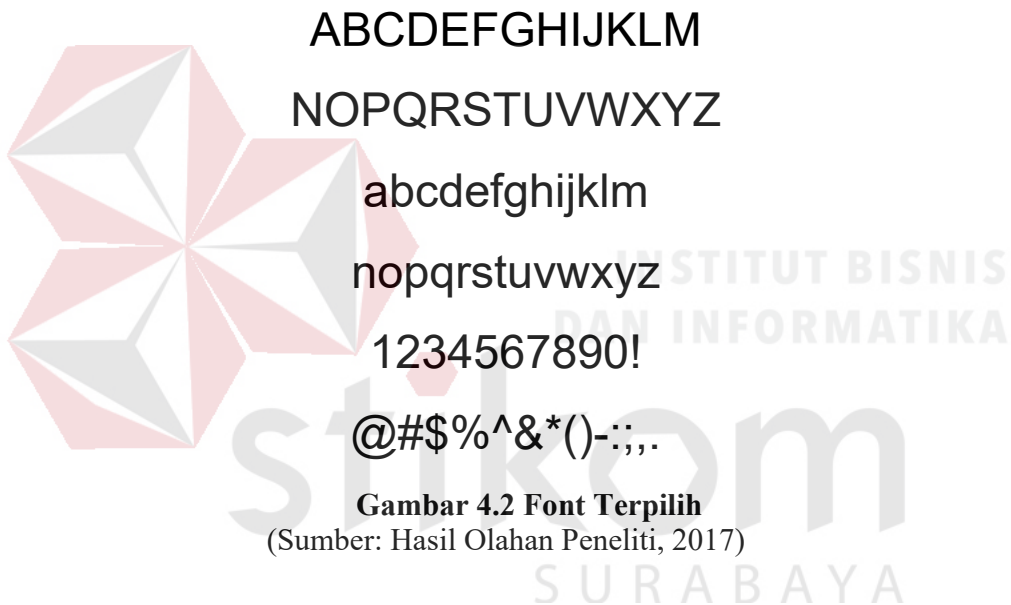 ABCDEFGHIJKLM
NOPQRSTUVWXYZ
abcdefghijklm
nopqrstuvwxyz
INSTITUT BISNIS
DAN INFORMATIKA
1234567890!
@#$%^&*()-:;,.
stikom
Gambar 4.2 Font Terpilih
(Sumber: Hasil Olahan Peneliti, 2017)
SURABAYA